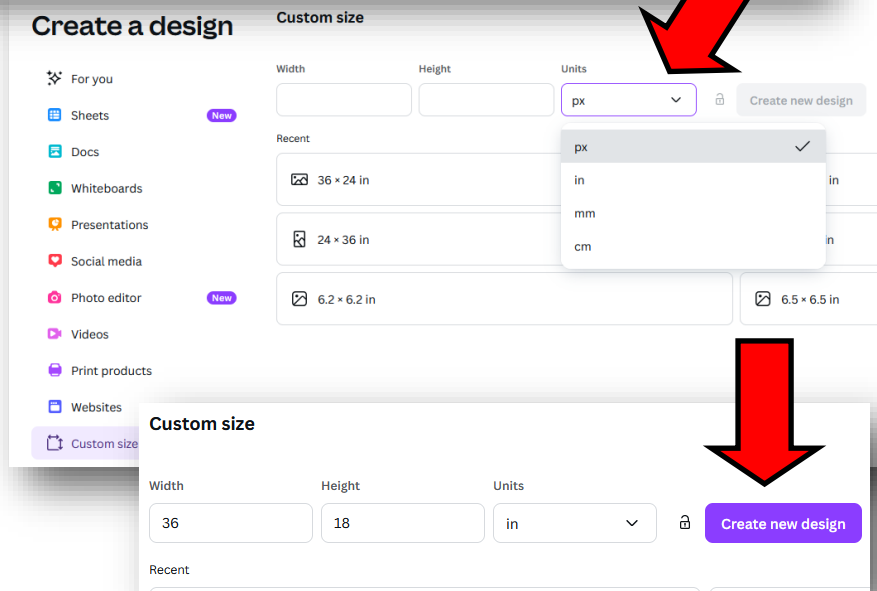 Create a design
Custom size
Width
Height
Units
px
Create new design
px
in
mm
cm
Recent
36 × 24 in
in
24 × 36 in
in
6.2 × 6.2 in
6.5 × 6.5 in
For you
Sheets
New
Docs
Whiteboards
Presentations
Social media
Photo editor
New
Videos
Print products
Websites
Custom size
Custom size
Width
Height
Units
36
18
in
Create new design
Recent